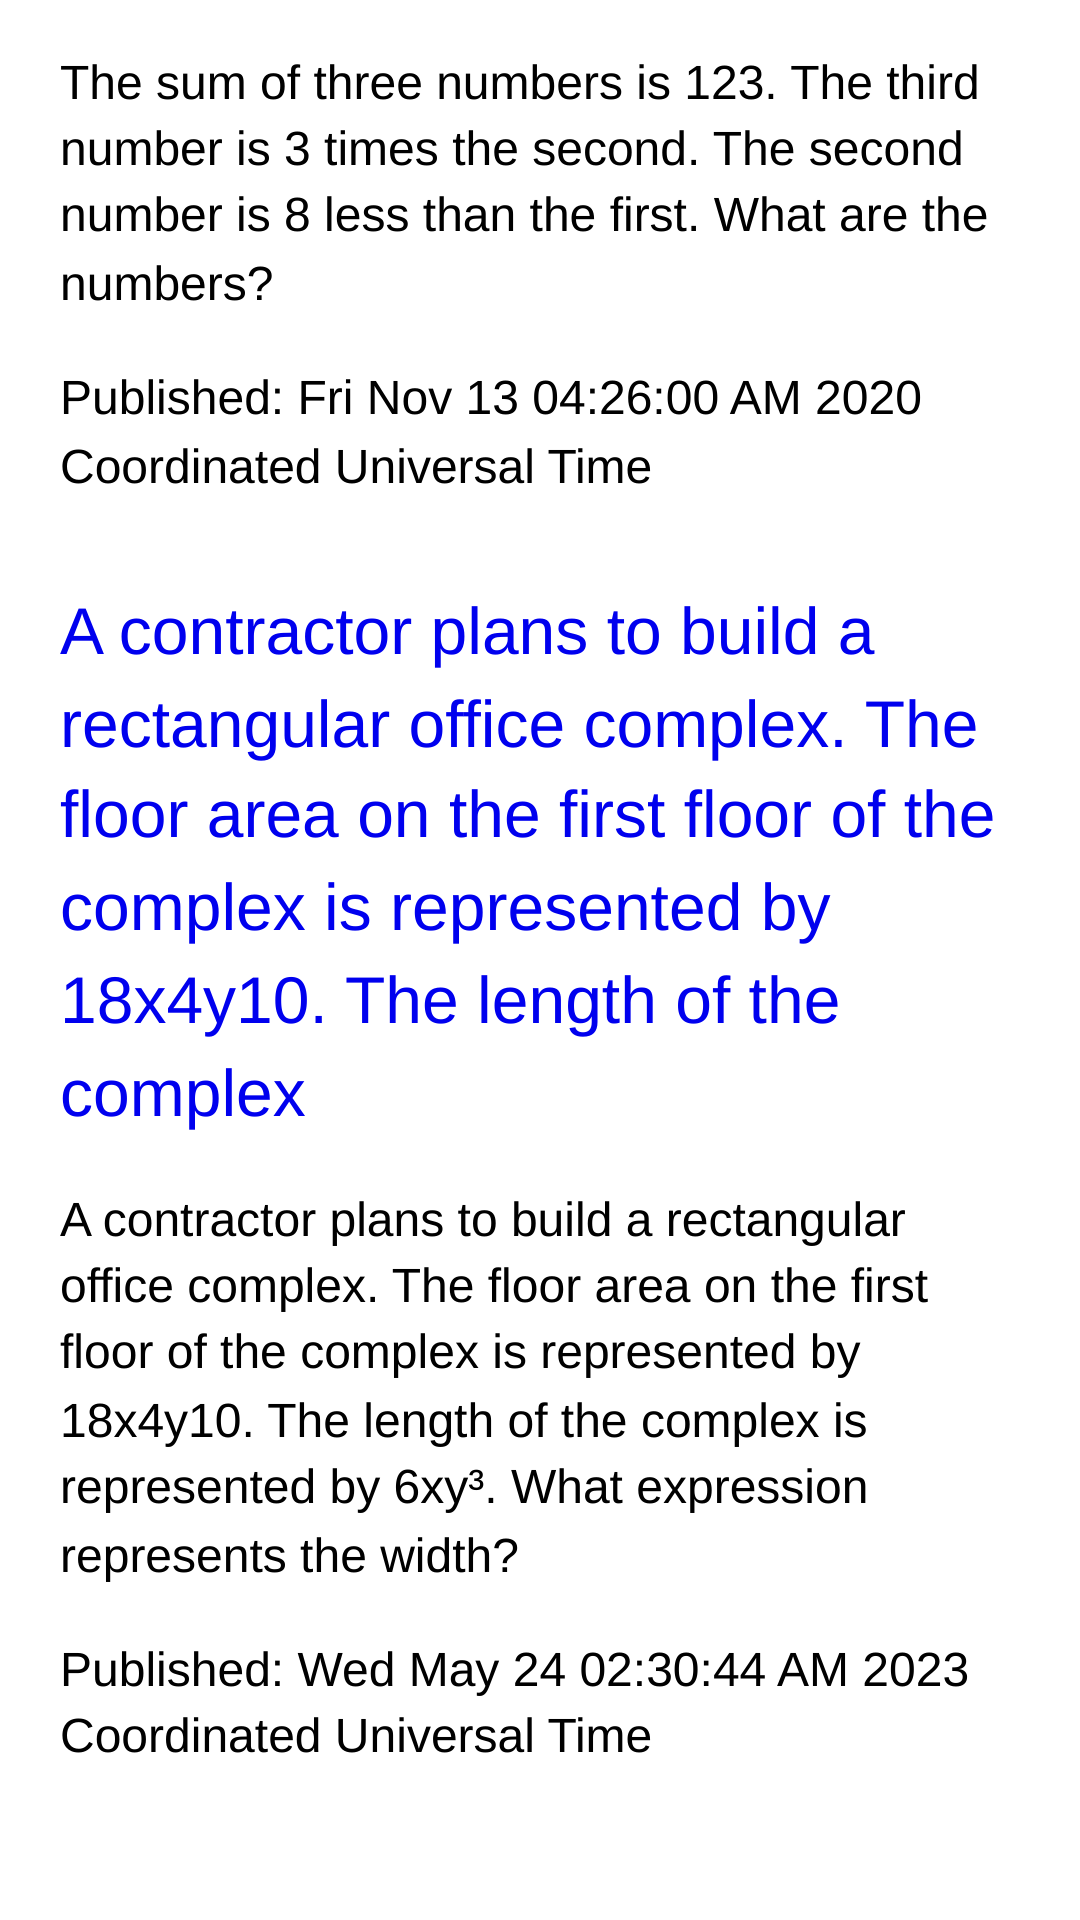 The sum of three numbers is 123. The third
number is 3 times the second. The second
number is 8 less than the first. What are the
numbers?
Published: Fri Nov 13 04:26:00 AM 2020
Coordinated Universal Time
A contractor plans to build a
rectangular office complex. The
floor area on the first floor of the
complex is represented by
18x4y10. The length of the
complex
A contractor plans to build a rectangular
office complex. The floor area on the first
floor of the complex is represented by
18x4y10. The length of the complex is
represented by 6xy³. What expression
represents the width?
Published: Wed May 24 02:30:44 AM 2023
Coordinated Universal Time